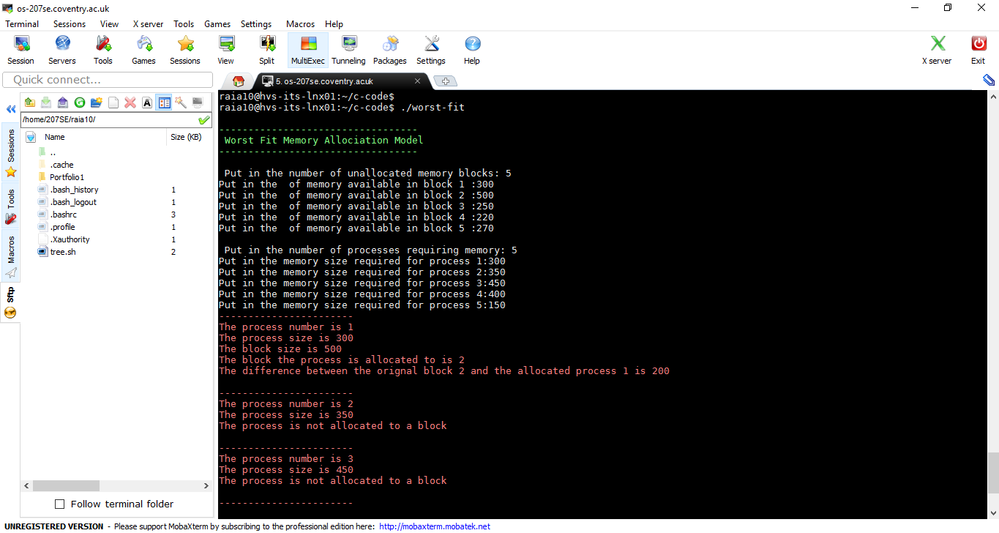 os-207se.coventry.ac.uk
Terminal Sessions View X server Tools Games Settings Macros Help
Session Servers Tools Games Sessions View Split MultiExec Tunneling Packages Settings Help X server Exit
Quick connect...
5. os-207se.coventry.ac.uk
/home/207SE/raia10/
Name Size (KB)
..
.cache
Portfolio1
.bash_history 1
.bash_logout 1
.bashrc 3
.profile 1
.Xauthority 1
tree.sh 2
Sessions
Tools
Macros
Sftp
Follow terminal folder
raia10@hvs-its-lnx01:~/c-code$
raia10@hvs-its-lnx01:~/c-code$ ./worst-fit
----------------------------------
Worst Fit Memory Allociation Model
----------------------------------
Put in the number of unallocated memory blocks: 5
Put in the  of memory available in block 1 :300
Put in the  of memory available in block 2 :500
Put in the  of memory available in block 3 :250
Put in the  of memory available in block 4 :220
Put in the  of memory available in block 5 :270
Put in the number of processes requiring memory: 5
Put in the memory size required for process 1:300
Put in the memory size required for process 2:350
Put in the memory size required for process 3:450
Put in the memory size required for process 4:400
Put in the memory size required for process 5:150
-----------------------
The process number is 1
The process size is 300
The block size is 500
The block the process is allocated to is 2
The difference between the orignal block 2 and the allocated process 1 is 200
-----------------------
The process number is 2
The process size is 350
The process is not allocated to a block
-----------------------
The process number is 3
The process size is 450
The process is not allocated to a block
-----------------------
UNREGISTERED VERSION - Please support MobaXterm by subscribing to the professional edition here: http://mobaxterm.mobatek.net